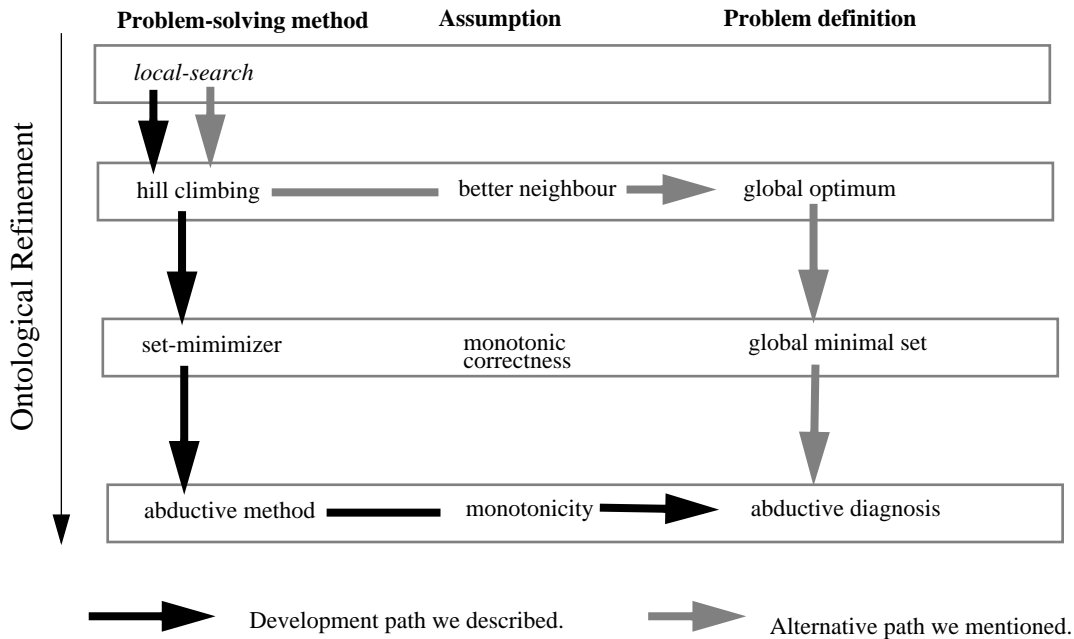 Problem-solving method Assumption Problem definition
local-search
hill climbing better neighbour global optimum
set-mimimizer monotonic global minimal set
correctness
abductive method monotonicity abductive diagnosis
Ontological Refinement
Development path we described. Alternative path we mentioned.